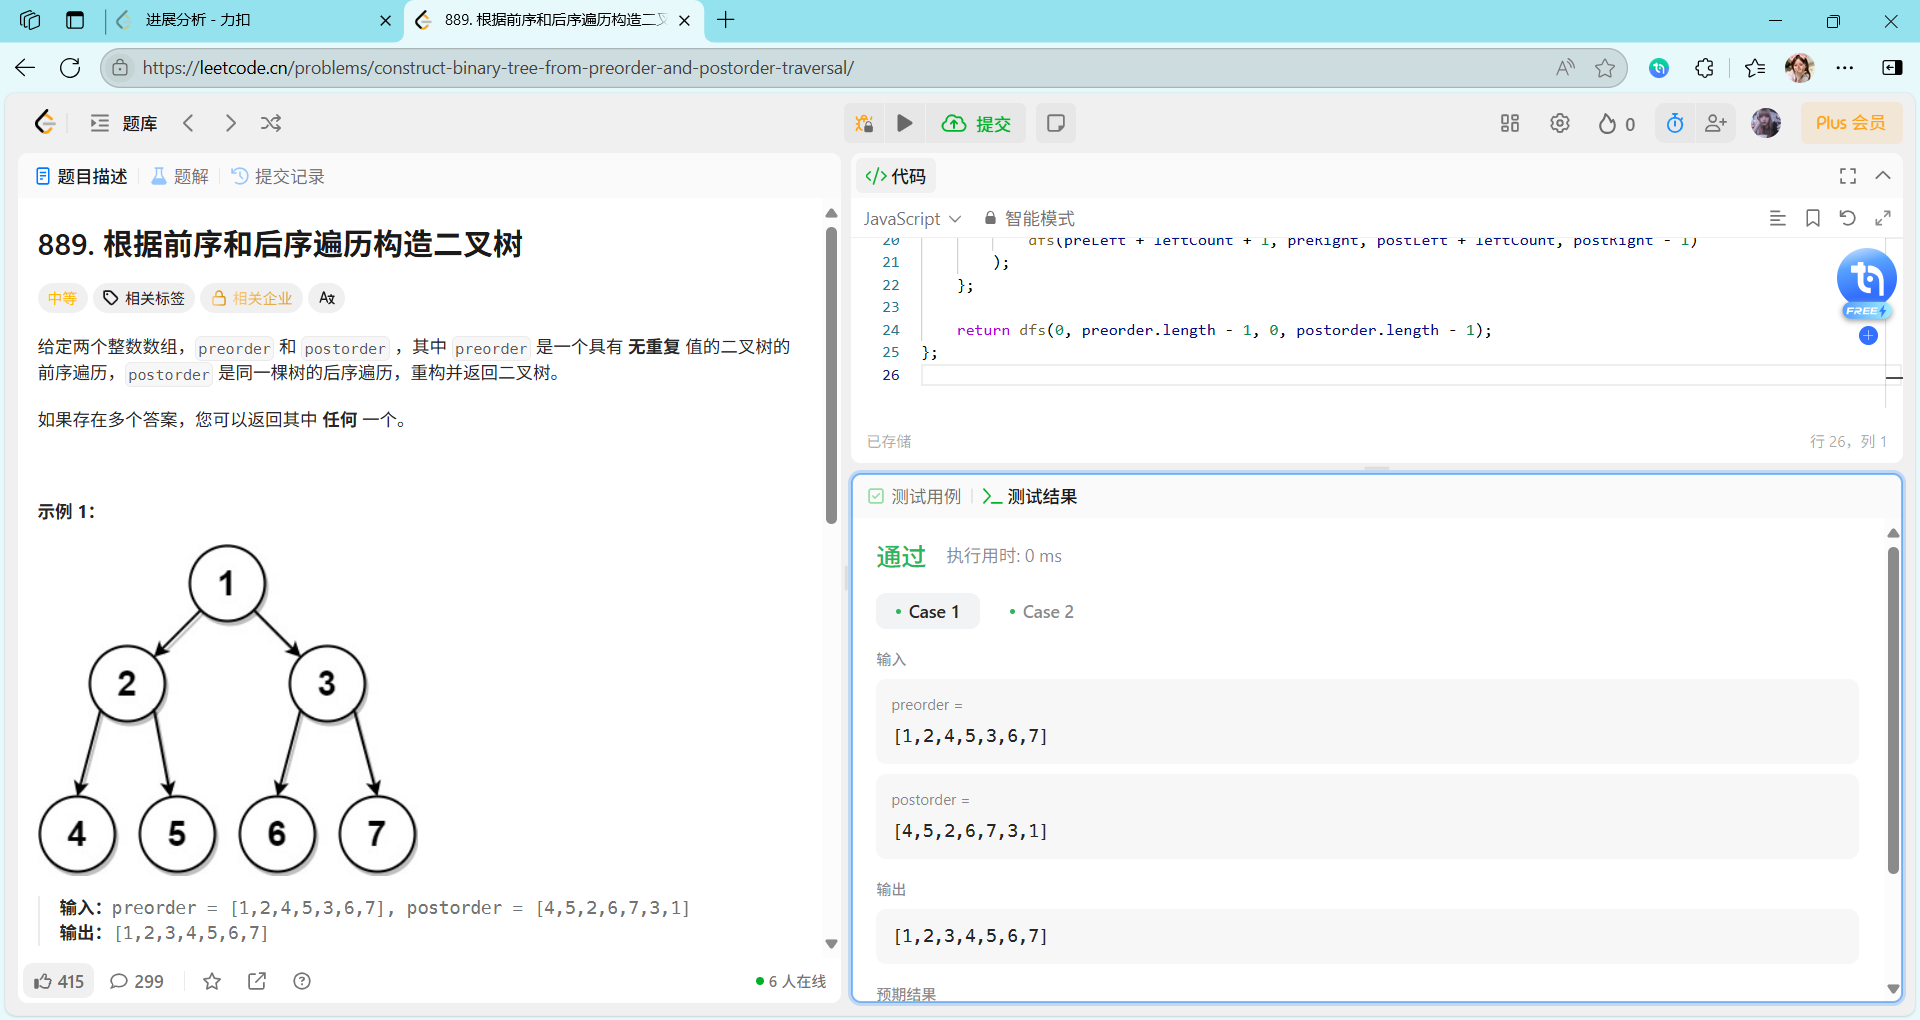 进展分析 - 力扣
889. 根据前序和后序遍历构造二叉
https://leetcode.cn/problems/construct-binary-tree-from-preorder-and-postorder-traversal/
题库
提交
0
Plus 会员
题目描述
题解
提交记录
889. 根据前序和后序遍历构造二叉树
中等
相关标签
相关企业
给定两个整数数组，preorder 和 postorder ，其中 preorder 是一个具有 无重复 值的二叉树的
前序遍历，postorder 是同一棵树的后序遍历，重构并返回二叉树。
如果存在多个答案，您可以返回其中 任何 一个。
示例 1：
1
2
3
4
5
6
7
输入：preorder = [1,2,4,5,3,6,7], postorder = [4,5,2,6,7,3,1]
输出：[1,2,3,4,5,6,7]
415
299
6 人在线
</> 代码
JavaScript
智能模式
20 dfs(preLeft + leftCount + 1, preRight, postLeft + leftCount, postRight - 1)
21 );
22 };
23
24 return dfs(0, preorder.length - 1, 0, postorder.length - 1);
25 };
26
FREE
已存储
行 26，列 1
测试用例
测试结果
通过
执行用时: 0 ms
Case 1
Case 2
输入
preorder =
[1,2,4,5,3,6,7]
postorder =
[4,5,2,6,7,3,1]
输出
[1,2,3,4,5,6,7]
预期结果